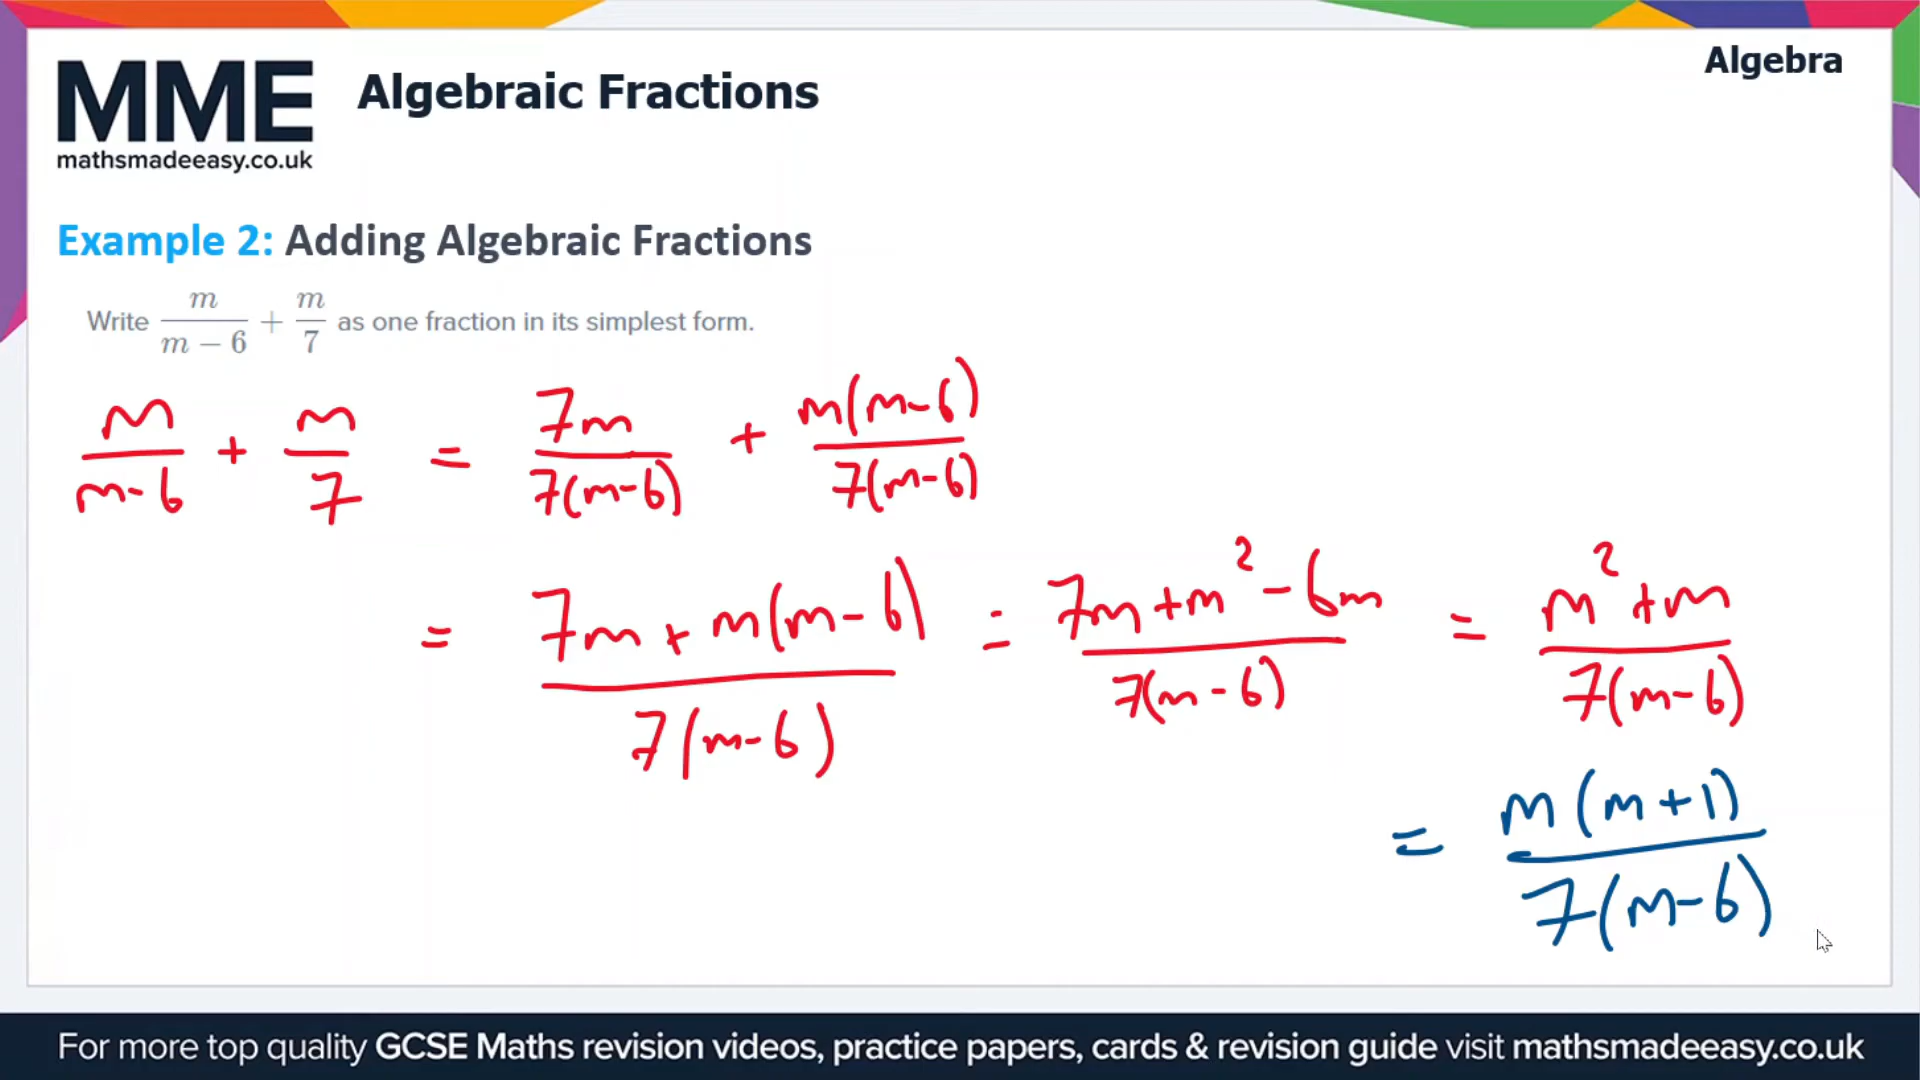 MME
mathsmadeeasy.co.uk
Algebraic Fractions
Algebra
Example 2: Adding Algebraic Fractions
Write m/(m − 6) + m/7 as one fraction in its simplest form.
m/(m-6) + m/7 = 7m/7(m-6) + m(m-6)/7(m-6)
= (7m + m(m-6))/7(m-6) = (7m + m² - 6m)/7(m-6) = (m² + m)/7(m-6)
= m(m+1)/7(m-6)
For more top quality GCSE Maths revision videos, practice papers, cards & revision guide visit mathsmadeeasy.co.uk